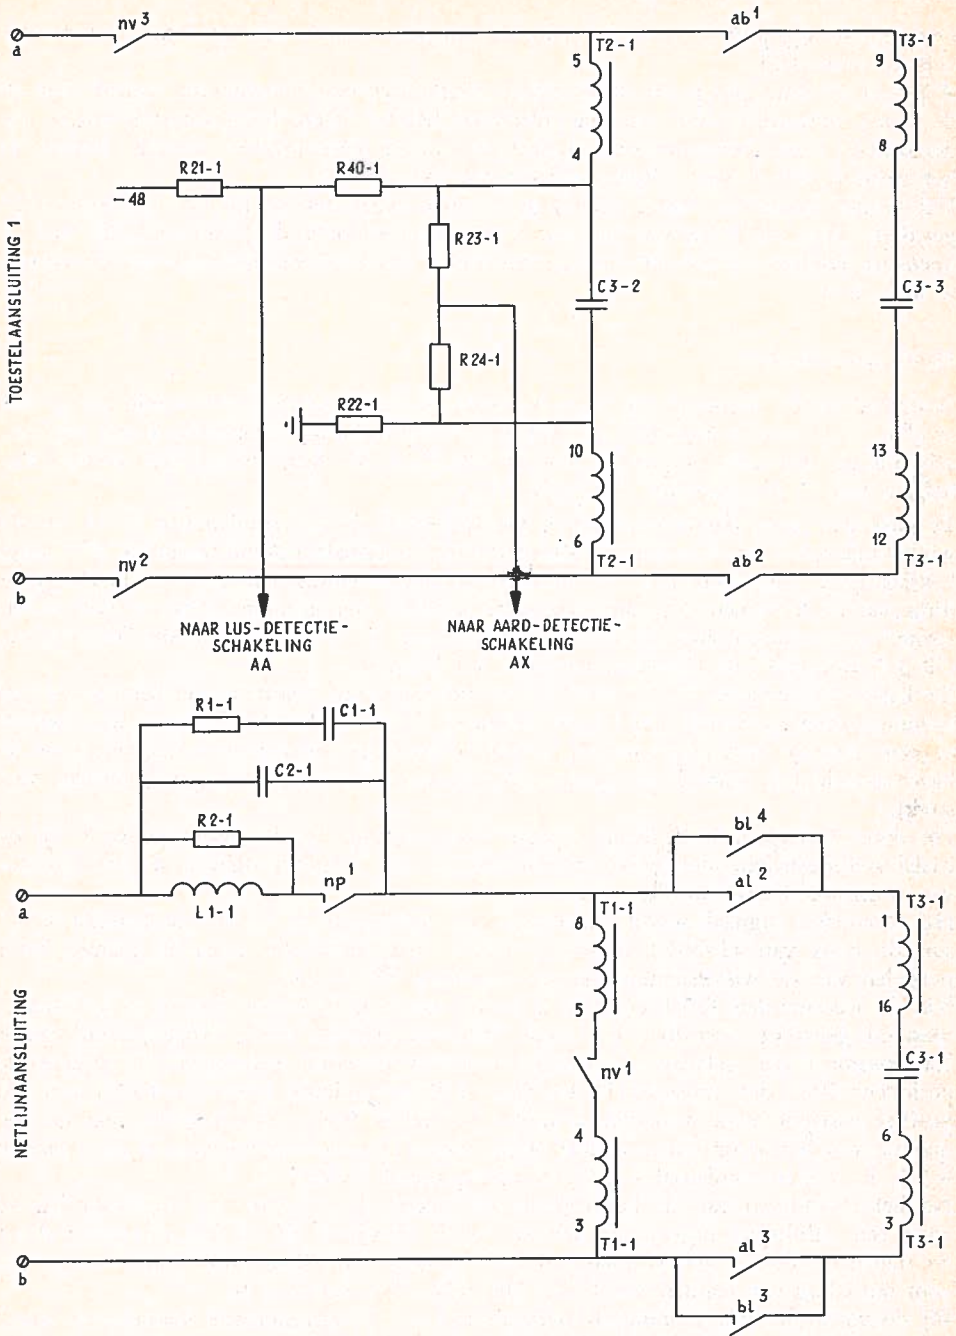 nv3
ab1
a
T2-1
T3-1
5
9
4
8
R21-1
R40-1
-48
R23-1
C3-2
C3-3
R24-1
R22-1
TOESTELAANSLUITING 1
10
13
6
12
nv2
T2-1
ab2
T3-1
b
NAAR LUS-DETECTIE-
SCHAKELING
AA
NAAR AARD-DETECTIE-
SCHAKELING
AX
R1-1
C1-1
C2-1
R2-1
bl4
np1
al2
a
L1-1
T1-1
T3-1
8
1
5
16
NETLIJNAANSLUITING
nv1
C3-1
4
6
3
3
T1-1
al3
T3-1
b
bl3